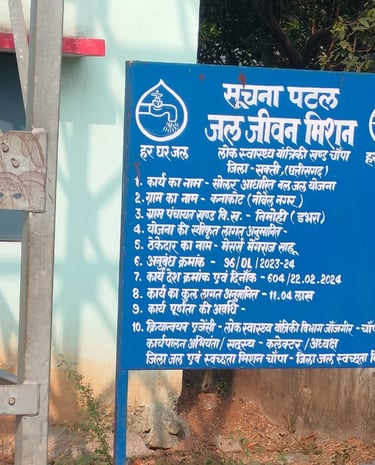 सूचना पटल
जल जीवन मिशन
हर घर जल
लोक स्वास्थ्य यांत्रिकी खण्ड चाँपा
जिला - सक्ती, (छत्तीसगढ़)
1. कार्य का नाम - सोलर आधारित नल जल योजना
2. ग्राम का नाम - कनाकोट (नोबेल नगर)
3. ग्राम पंचायत खण्ड वि.स. - किमोही (डभरा)
4. योजना की स्वीकृत लागत अनुमानित -
5. ठेकेदार का नाम - मेसर्स मेघराज साहू
6. अनुबंध क्रमांक - 96/DL/2023-24
7. कार्य देश क्रमांक एवं दिनाँक - 604/22.02.2024
8. कार्य का कुल लागत अनुमानित - 11.04 लाख
9. कार्य पूर्णता की अवधि -
10. क्रियान्वयन एजेंसी - लोक स्वास्थ्य यांत्रिकी विभाग जाँजगीर - चाँ
कार्यपालन अभियंता/सदस्य - कलेक्टर/अध्यक्ष
जिला जल एवं स्वच्छता मिशन चाँपा - जिला जल स्वच्छता